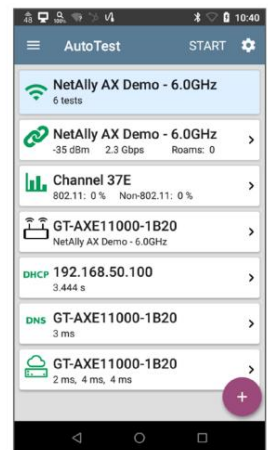 48
10:40
AutoTest START
NetAlly AX Demo - 6.0GHz
6 tests
NetAlly AX Demo - 6.0GHz
-35 dBm 2.3 Gbps Roams: 0
Channel 37E
802.11: 0 % Non-802.11: 0 %
GT-AXE11000-1B20
NetAlly AX Demo - 6.0GHz
DHCP 192.168.50.100
3.444 s
DNS GT-AXE11000-1B20
3 ms
GT-AXE11000-1B20
2 ms, 4 ms, 4 ms